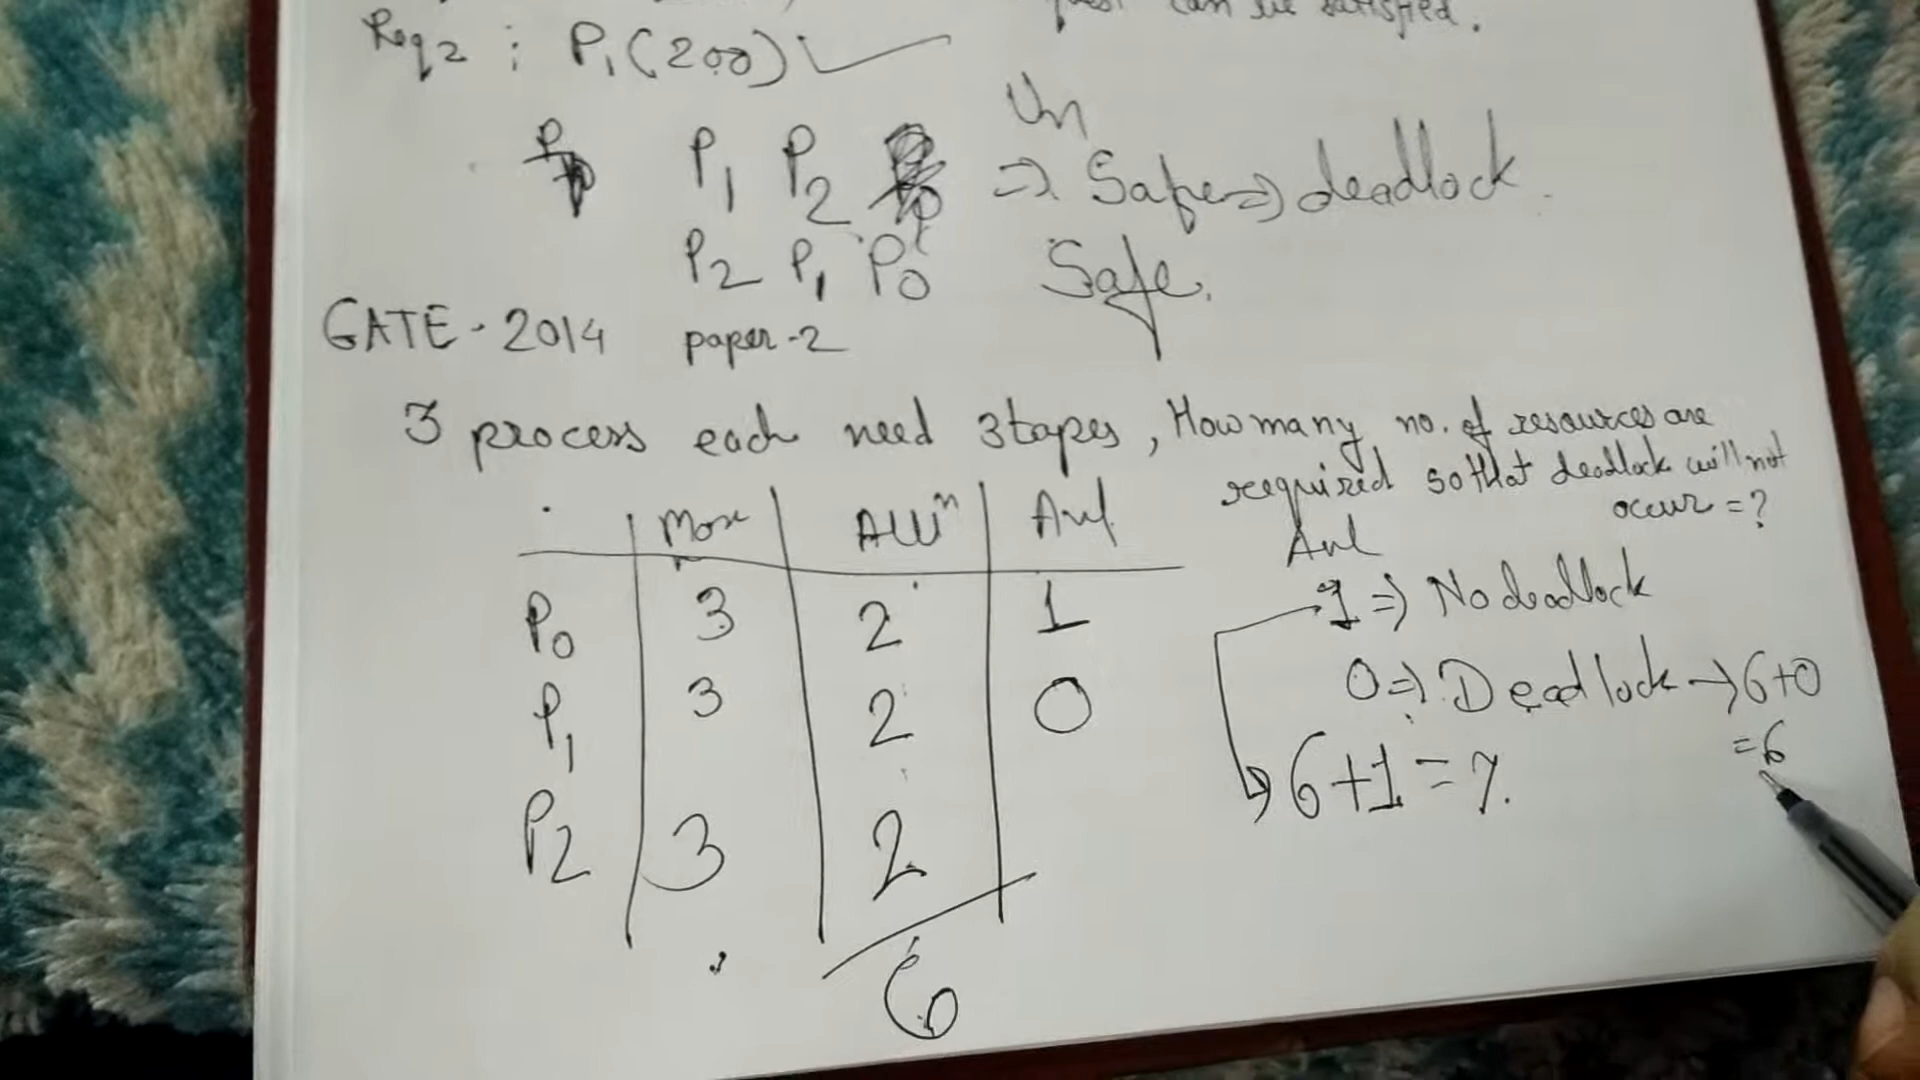 can be satisfied.
Req2 : P1(200)
Un
P1 P2 => Safe => deadlock.
P2 P1 P0 Safe.
GATE-2014 paper-2
3 process each need 3 tapes, How many no. of resources are
required so that deadlock will not
occur = ?
Max Allⁿ Avl
Avl
P0 3 2 1
1 => No deadlock
P1 3 2 0
0 => Deadlock → 6+0
= 6
6+1 = 7.
P2 3 2
6